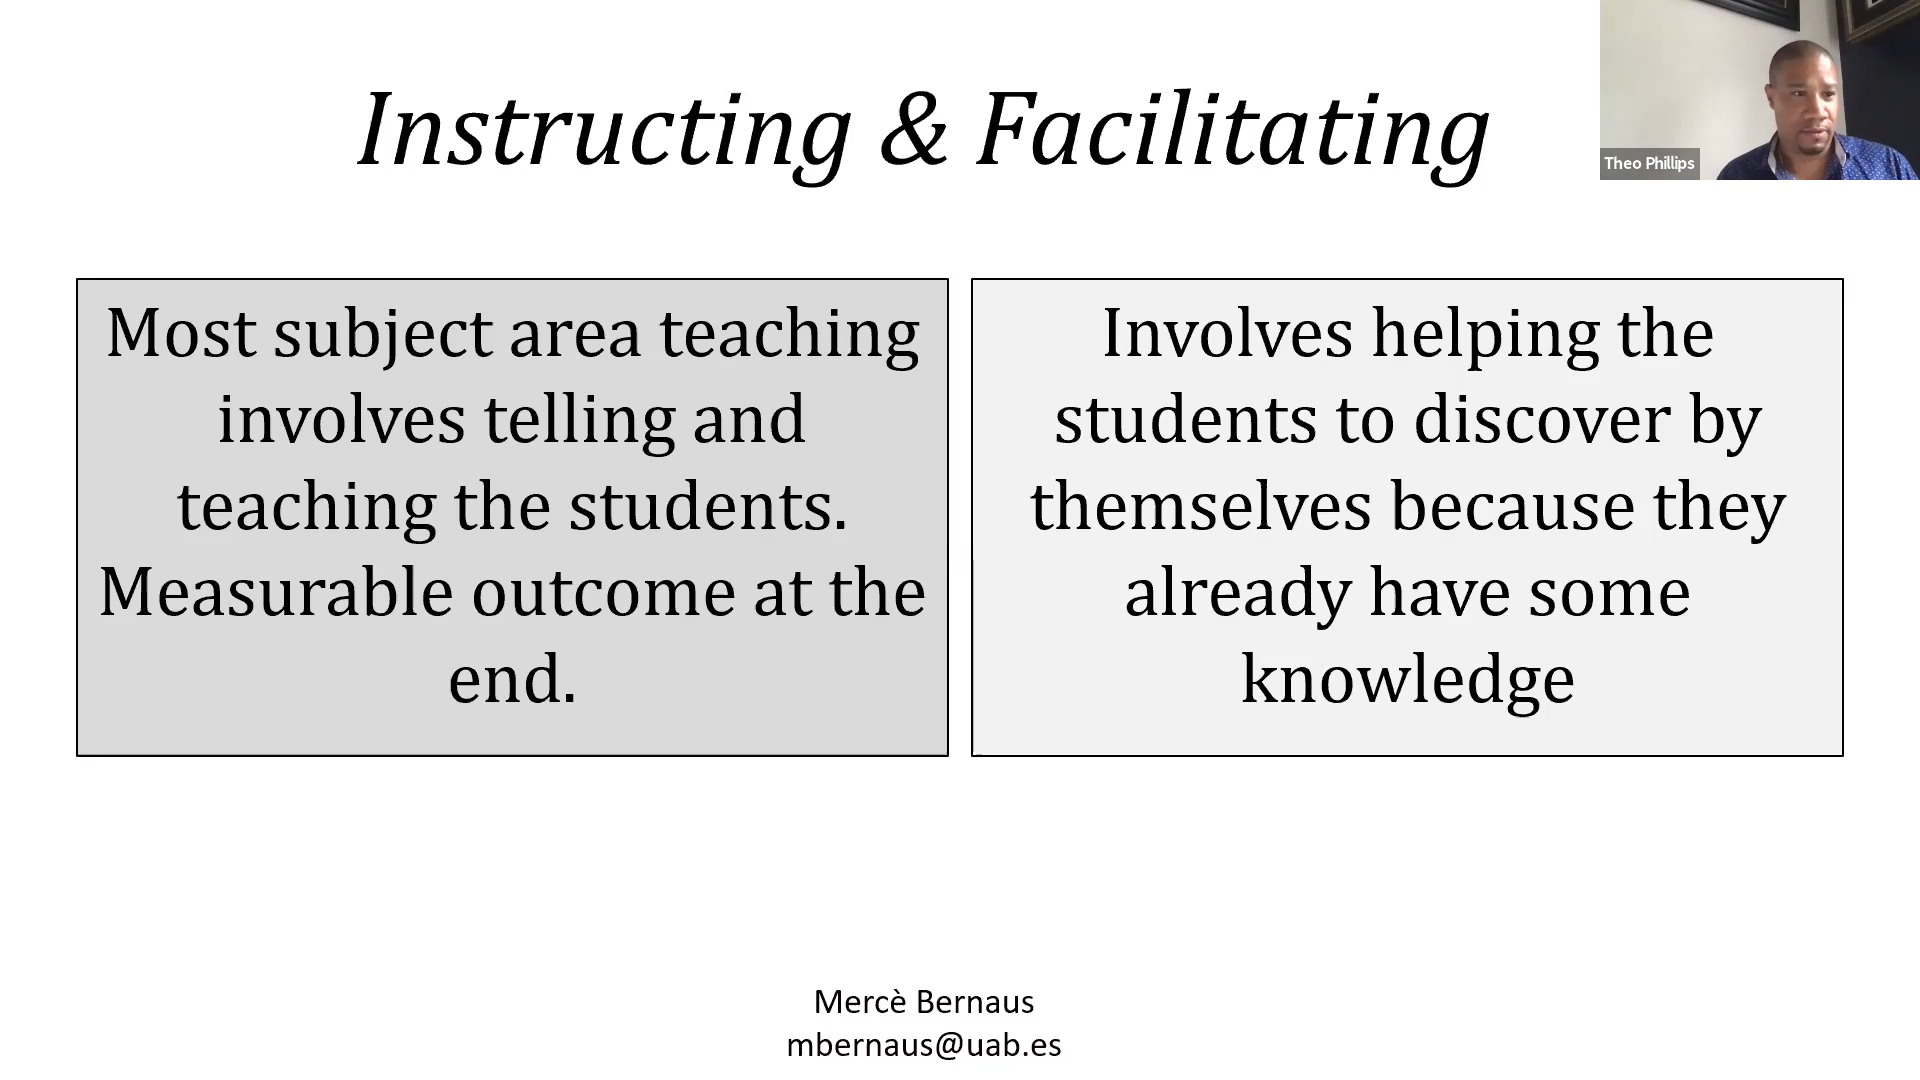 Instructing & Facilitating
Theo Phillips
Most subject area teaching
involves telling and
teaching the students.
Measurable outcome at the
end.
Involves helping the
students to discover by
themselves because they
already have some
knowledge
Mercè Bernaus
mbernaus@uab.es